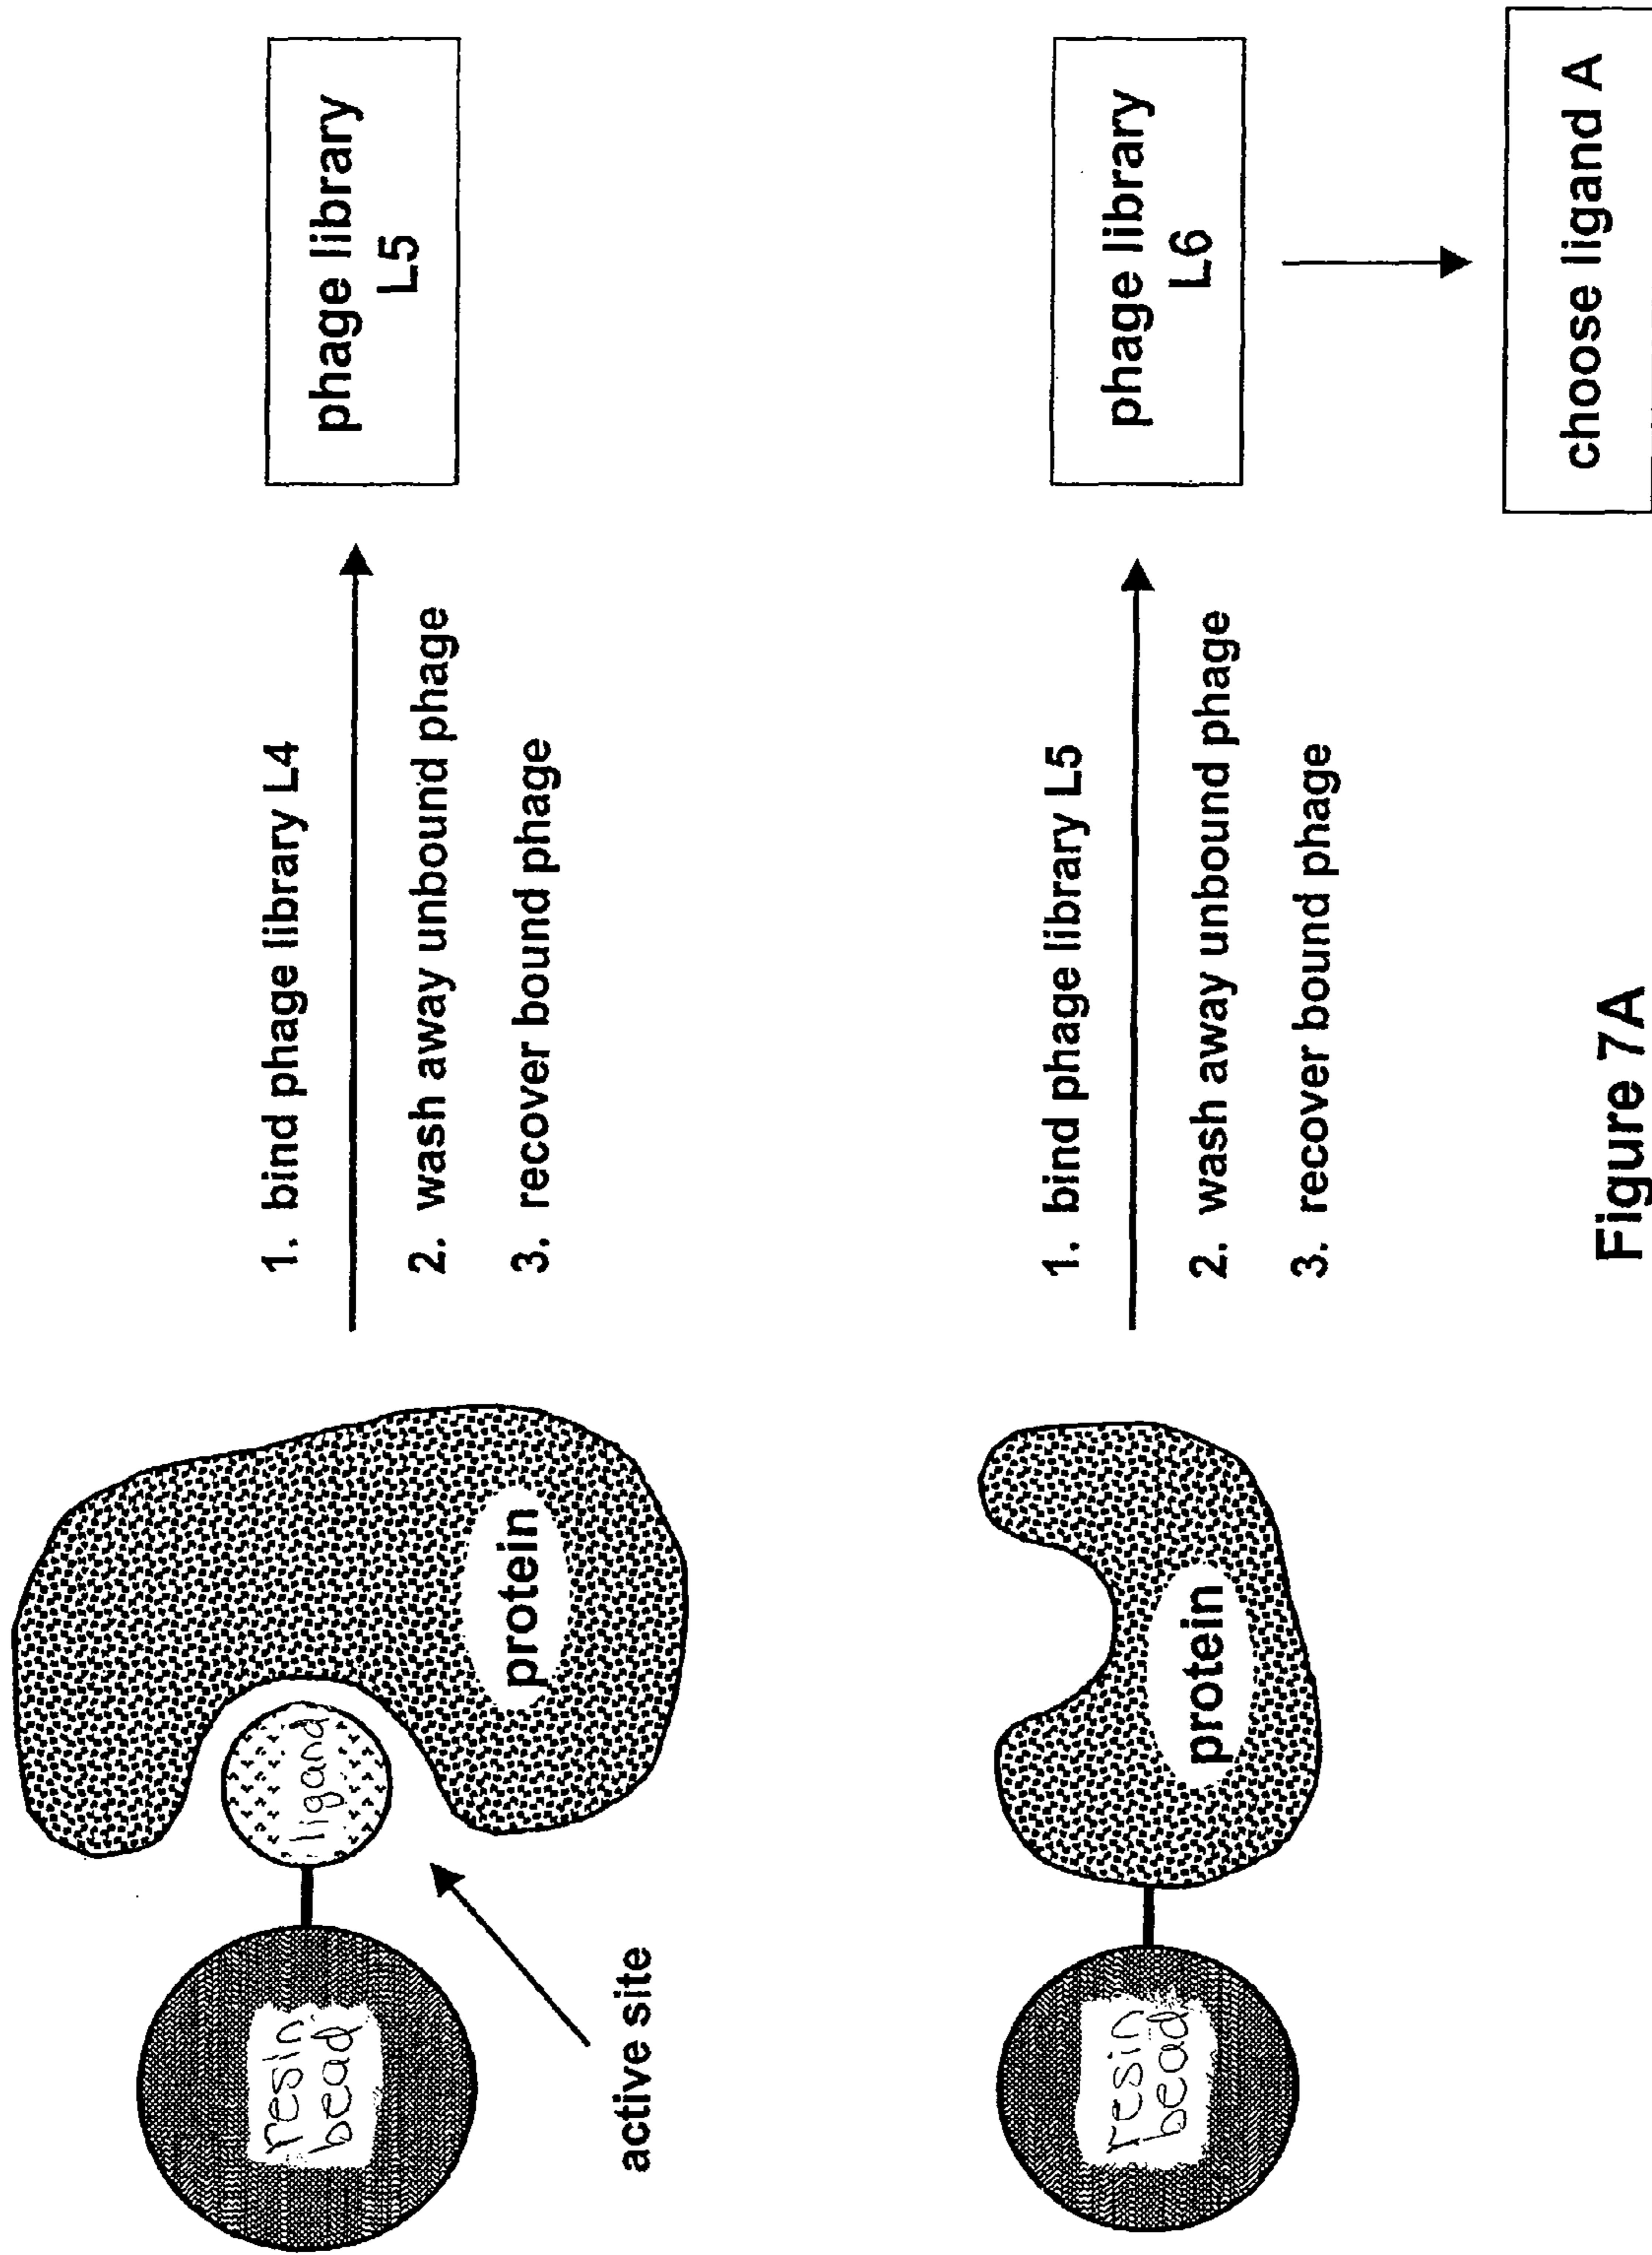 resin
bead
ligand
protein
active site
1. bind phage library L4
2. wash away unbound phage
3. recover bound phage
phage library
L5
resin
bead
protein
1. bind phage library L5
2. wash away unbound phage
3. recover bound phage
phage library
L6
choose ligand A
Figure 7A